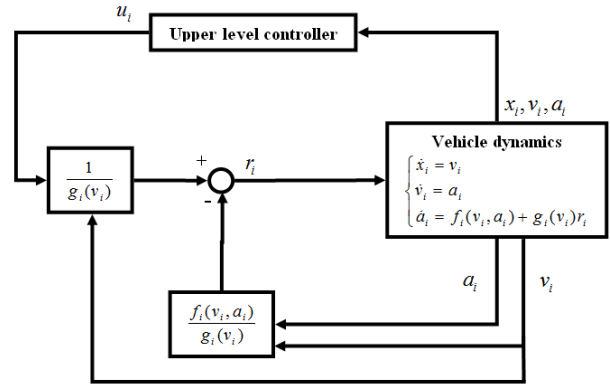 u_i
Upper level controller
x_i, v_i, a_i
Vehicle dynamics
ẋ_i = v_i
v̇_i = a_i
ȧ_i = f_i(v_i, a_i) + g_i(v_i)r_i
1
g_i(v_i)
+
r_i
-
a_i
v_i
f_i(v_i, a_i)
g_i(v_i)